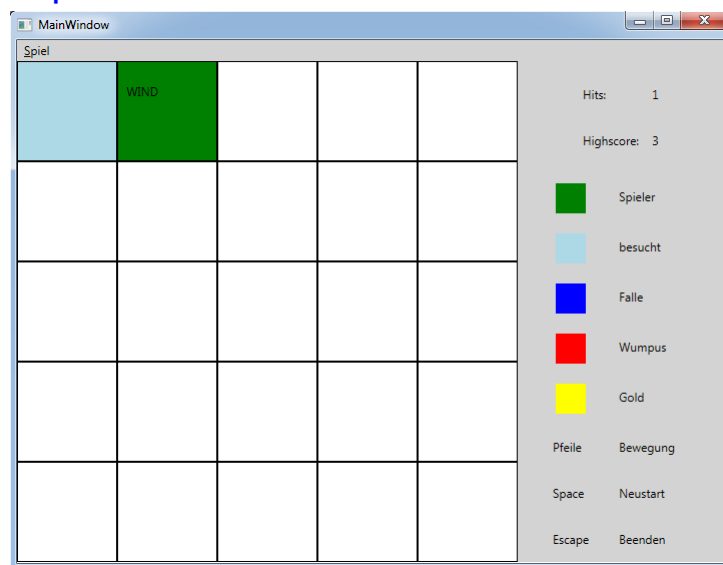 MainWindow
Spiel
WIND
Hits: 1
Highscore: 3
Spieler
besucht
Falle
Wumpus
Gold
Pfeile Bewegung
Space Neustart
Escape Beenden